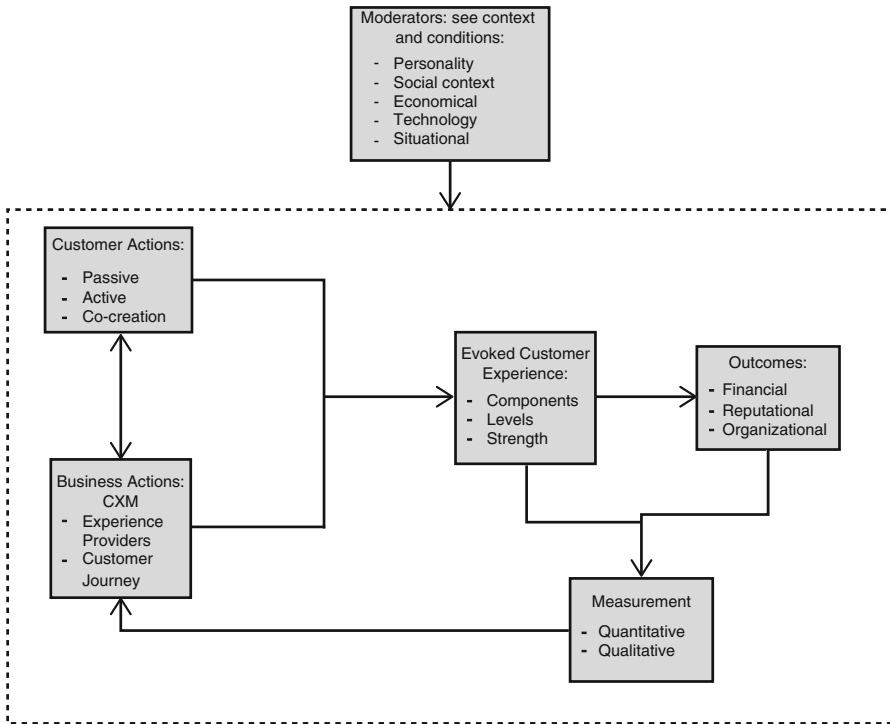 Moderators: see context
and conditions:
- Personality
- Social context
- Economical
- Technology
- Situational
Customer Actions:
- Passive
- Active
- Co-creation
Evoked Customer
Experience:
- Components
- Levels
- Strength
Outcomes:
- Financial
- Reputational
- Organizational
Business Actions:
CXM
- Experience
Providers
- Customer
Journey
Measurement
- Quantitative
- Qualitative